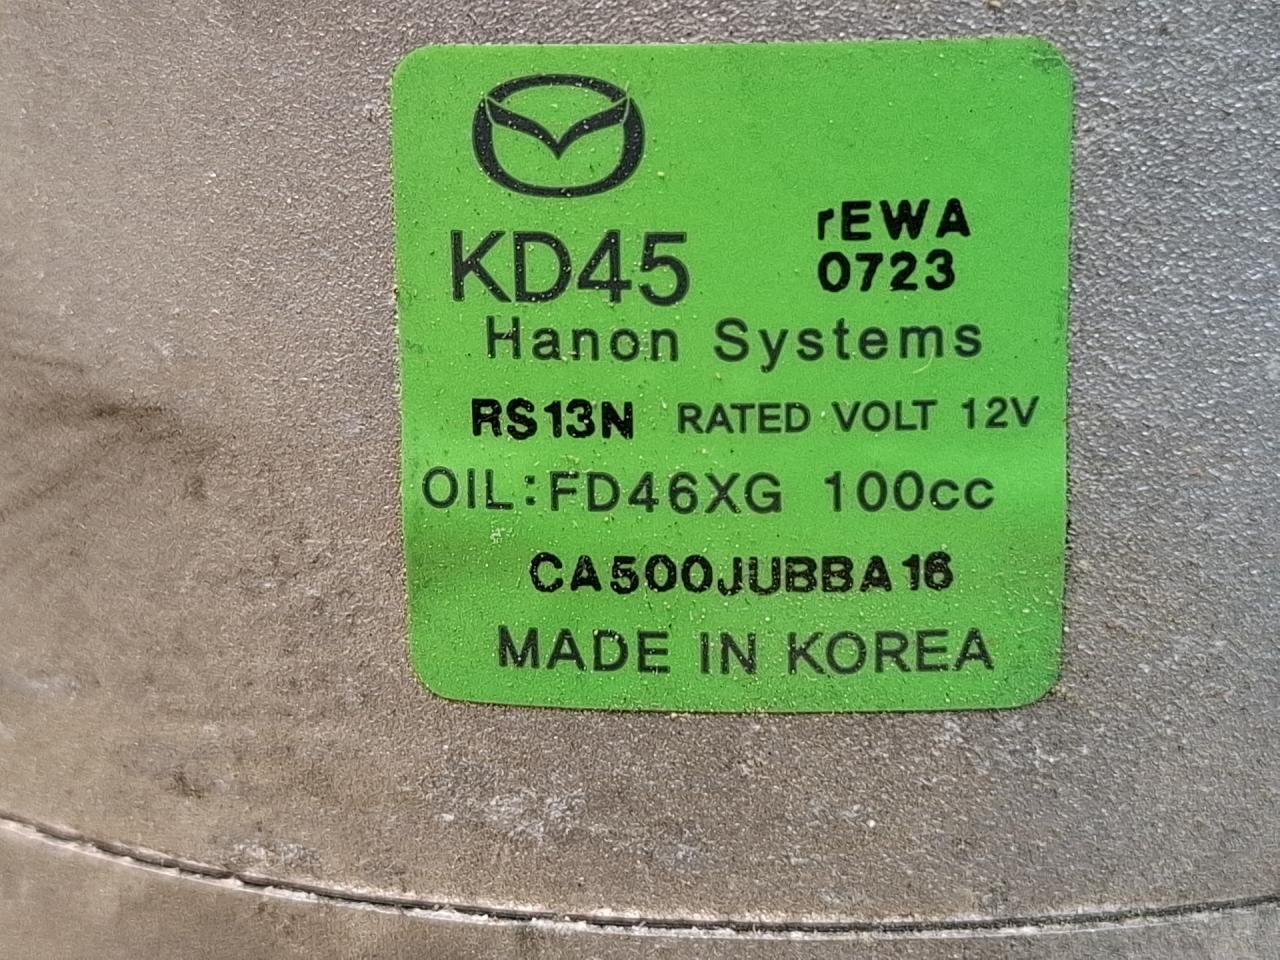 rEWA
KD45 0723
Hanon Systems
RS13N RATED VOLT 12V
OIL:FD46XG 100cc
CA500JUBBA16
MADE IN KOREA